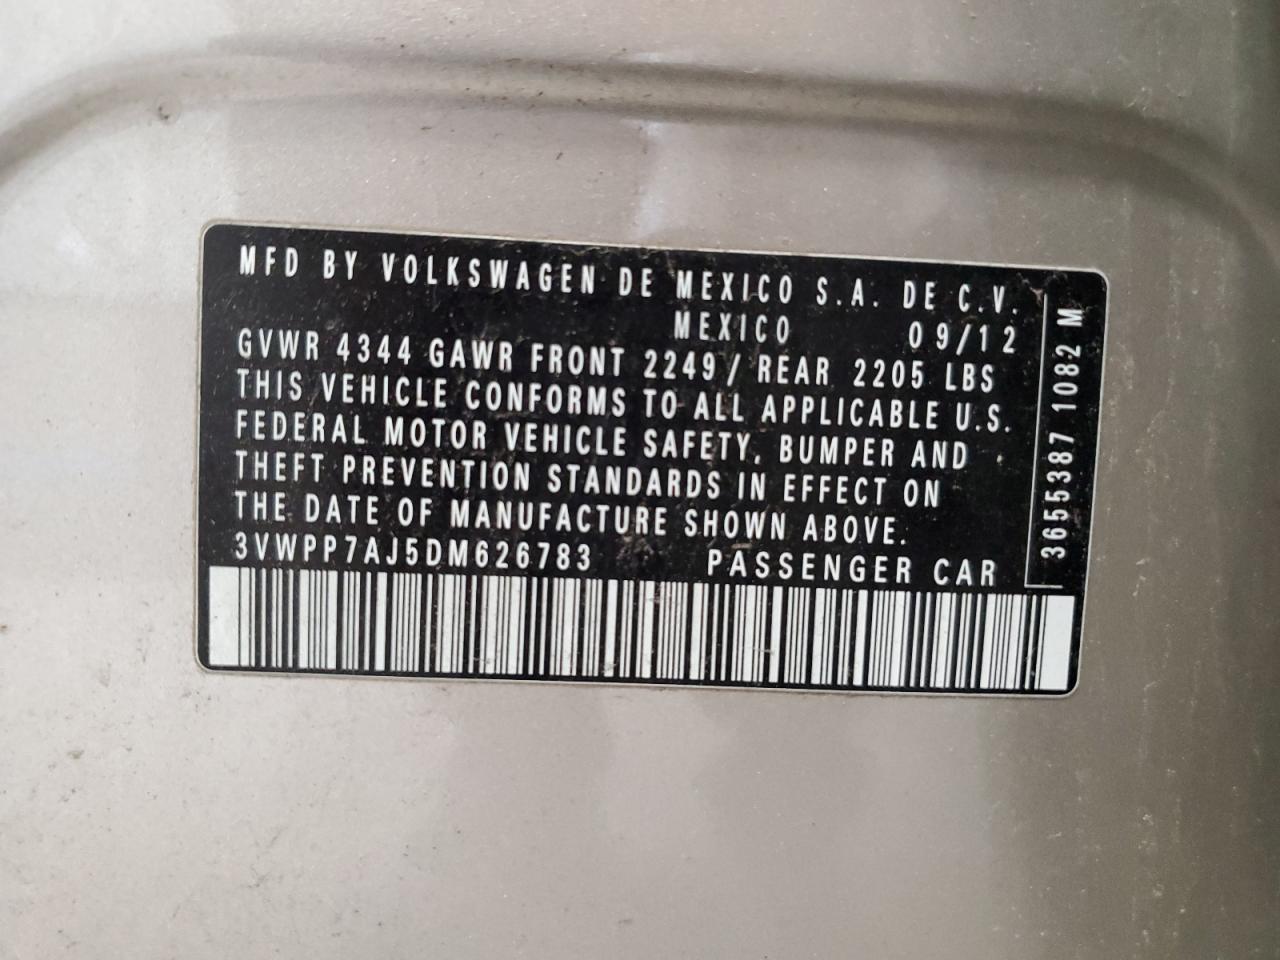 MFD BY VOLKSWAGEN DE MEXICO S.A. DE C.V.
MEXICO 09/12
GVWR 4344 GAWR FRONT 2249/ REAR 2205 LBS
THIS VEHICLE CONFORMS TO ALL APPLICABLE U.S.
FEDERAL MOTOR VEHICLE SAFETY, BUMPER AND
THEFT PREVENTION STANDARDS IN EFFECT ON
THE DATE OF MANUFACTURE SHOWN ABOVE.
3VWPP7AJ5DM626783 PASSENGER CAR
3655387 1082 M